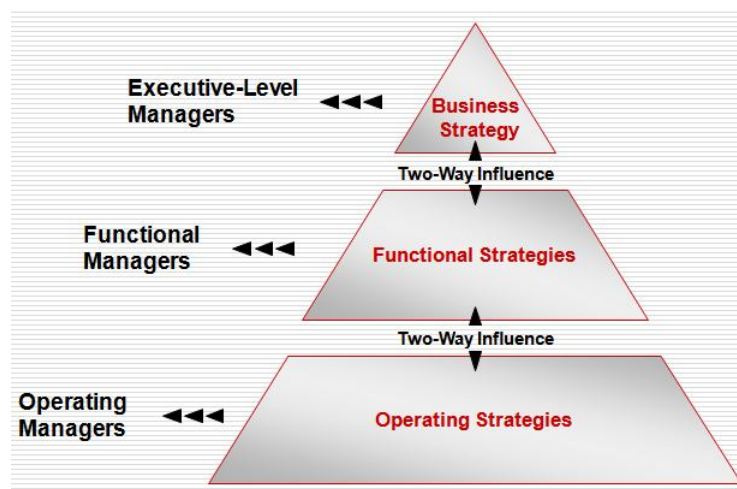 Executive-Level
Managers
Business
Strategy
Two-Way Influence
Functional
Managers
Functional Strategies
Two-Way Influence
Operating
Managers
Operating Strategies